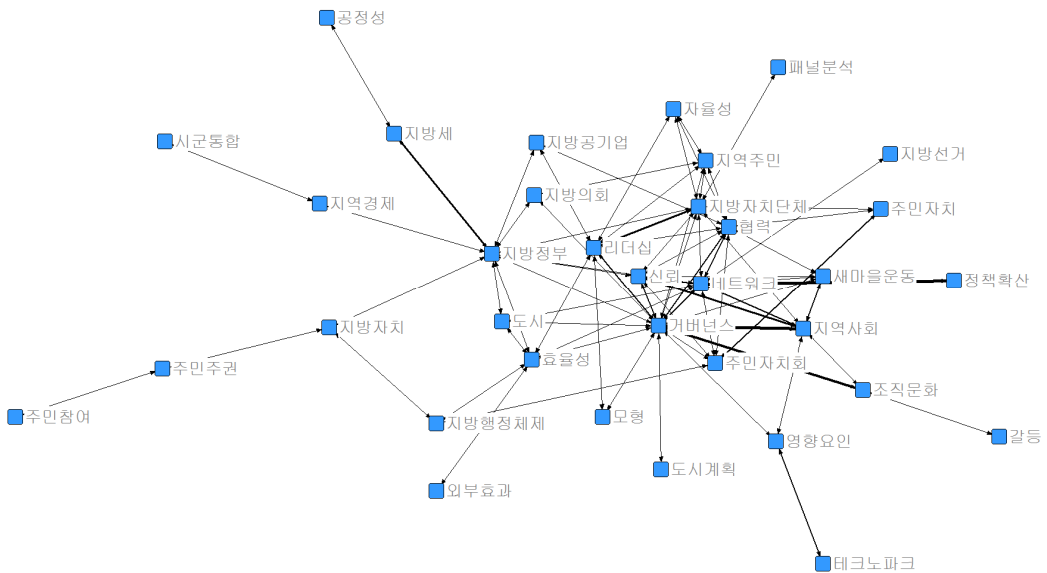 공정성
패널분석
자율성
지방세
시군통합
지방공기업
지방선거
지역주민
지방의회
지역경제
지방자치단체
주민자치
협력
리더십
지방정부
신뢰
네트워크
새마을운동
정책확산
도시
거버넌스
지방자치
지역사회
효율성
주민자치회
주민주권
조직문화
주민참여
지방행정체제
모형
갈등
영향요인
도시계획
외부효과
테크노파크